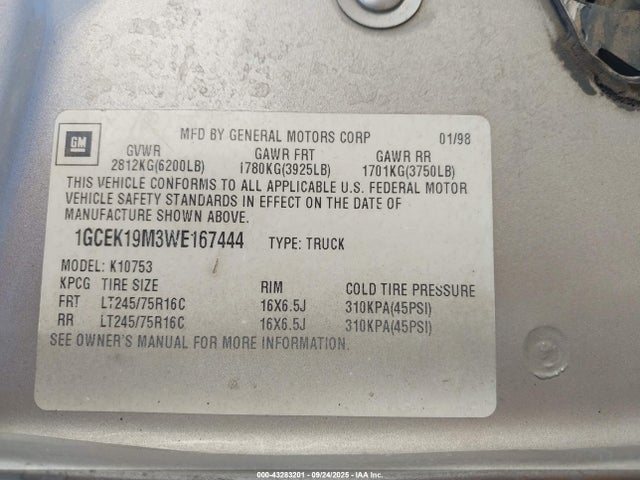 MFD BY GENERAL MOTORS CORP 01/98
GM
GVWR GAWR FRT GAWR RR
2812KG(6200LB) 1780KG(3925LB) 1701KG(3750LB)
THIS VEHICLE CONFORMS TO ALL APPLICABLE U.S. FEDERAL MOTOR
VEHICLE SAFETY STANDARDS IN EFFECT ON THE DATE OF
MANUFACTURE SHOWN ABOVE.
1GCEK19M3WE167444 TYPE: TRUCK
MODEL: K10753
KPCG TIRE SIZE RIM COLD TIRE PRESSURE
FRT LT245/75R16C 16X6.5J 310KPA(45PSI)
RR LT245/75R16C 16X6.5J 310KPA(45PSI)
SEE OWNER'S MANUAL FOR MORE INFORMATION.
000-43283201 - 09/24/2025 - IAA Inc.